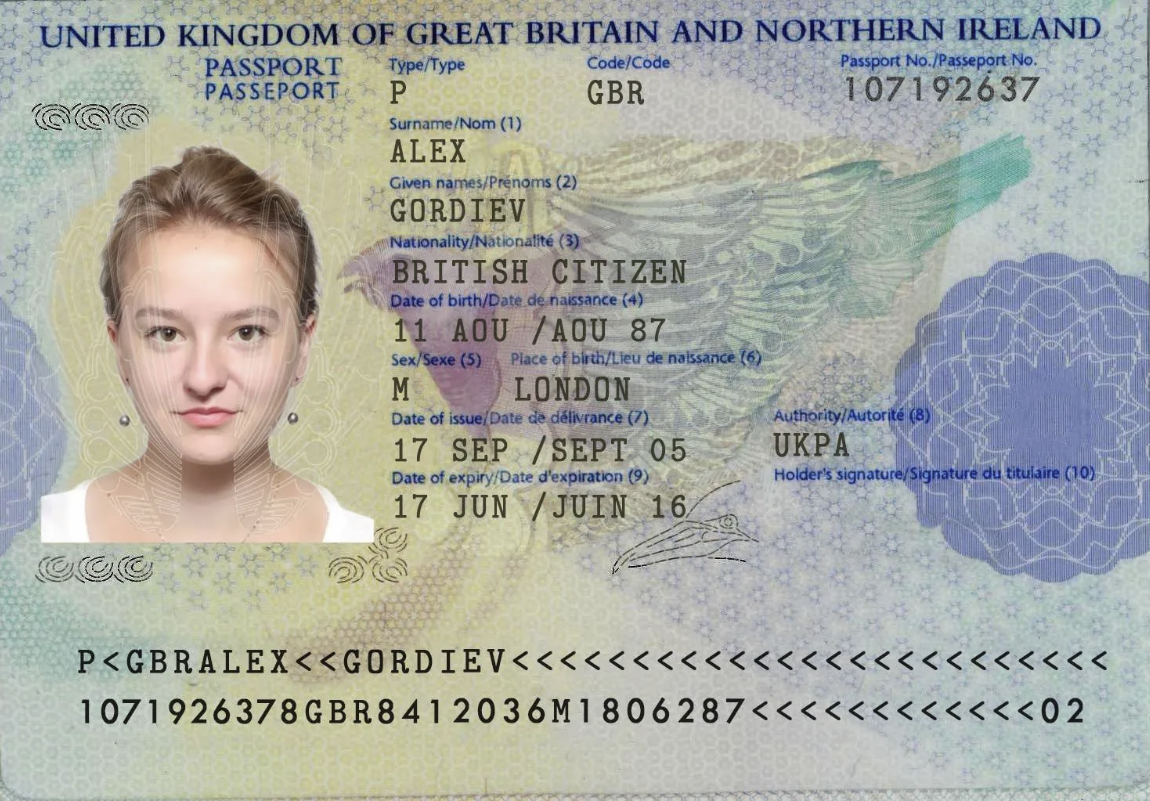 UNITED KINGDOM OF GREAT BRITAIN AND NORTHERN IRELAND
PASSPORT Type/Type Code/Code Passport No./Passeport No.
PASSEPORT P GBR 107192637
Surname/Nom (1)
ALEX
Given names/Prénoms (2)
GORDIEV
Nationality/Nationalité (3)
BRITISH CITIZEN
Date of birth/Date de naissance (4)
11 AOU /AOU 87
Sex/Sexe (5) Place of birth/Lieu de naissance (6)
M LONDON
Date of issue/Date de délivrance (7) Authority/Autorité (8)
17 SEP /SEPT 05 UKPA
Date of expiry/Date d'expiration (9) Holder's signature/Signature du titulaire (10)
17 JUN /JUIN 16
P<GBRALEX<<GORDIEV<<<<<<<<<<<<<<<<<<<<<<<<<
1071926378GBR8412036M1806287<<<<<<<<<<<<02